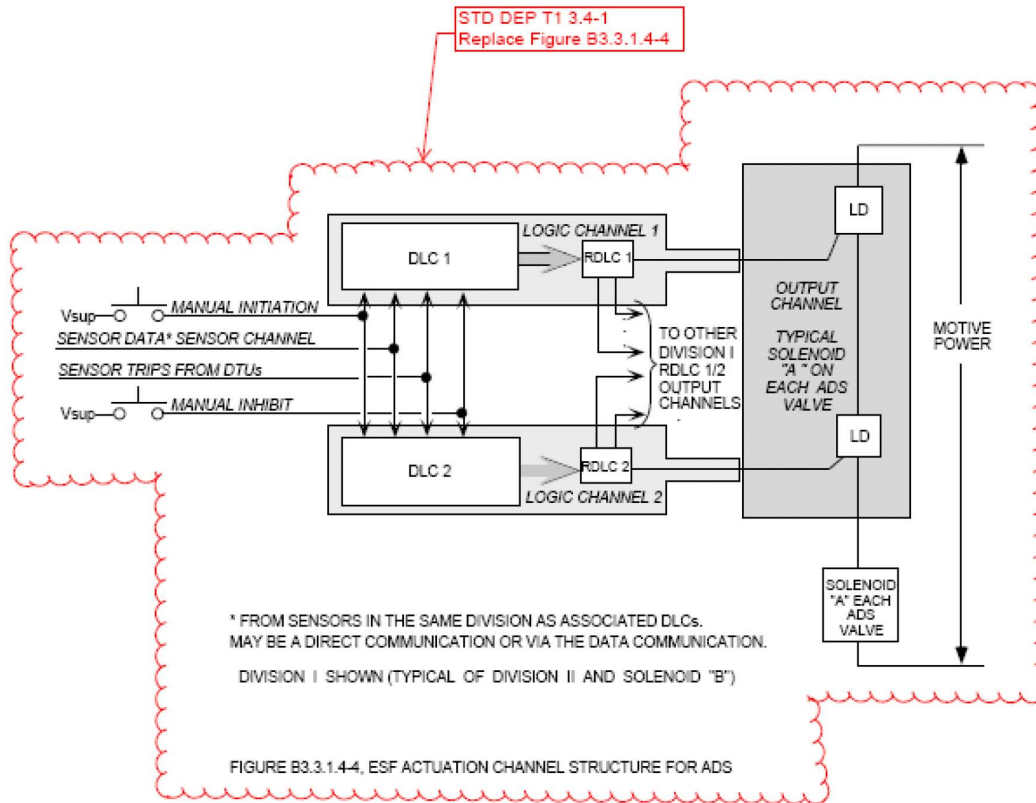 STD DEP T1 3.4-1
Replace Figure B3.3.1.4-4
LOGIC CHANNEL 1
DLC 1
RDLC 1
LD
Vsup
MANUAL INITIATION
SENSOR DATA* SENSOR CHANNEL
SENSOR TRIPS FROM DTUs
Vsup
MANUAL INHIBIT
TO OTHER
DIVISION I
RDLC 1/2
OUTPUT
CHANNELS
OUTPUT
CHANNEL
TYPICAL
SOLENOID
"A " ON
EACH ADS
VALVE
MOTIVE
POWER
LD
DLC 2
RDLC 2
LOGIC CHANNEL 2
SOLENOID
"A" EACH
ADS
VALVE
* FROM SENSORS IN THE SAME DIVISION AS ASSOCIATED DLCs.
MAY BE A DIRECT COMMUNICATION OR VIA THE DATA COMMUNICATION.
DIVISION I SHOWN (TYPICAL OF DIVISION II AND SOLENOID "B")
FIGURE B3.3.1.4-4, ESF ACTUATION CHANNEL STRUCTURE FOR ADS